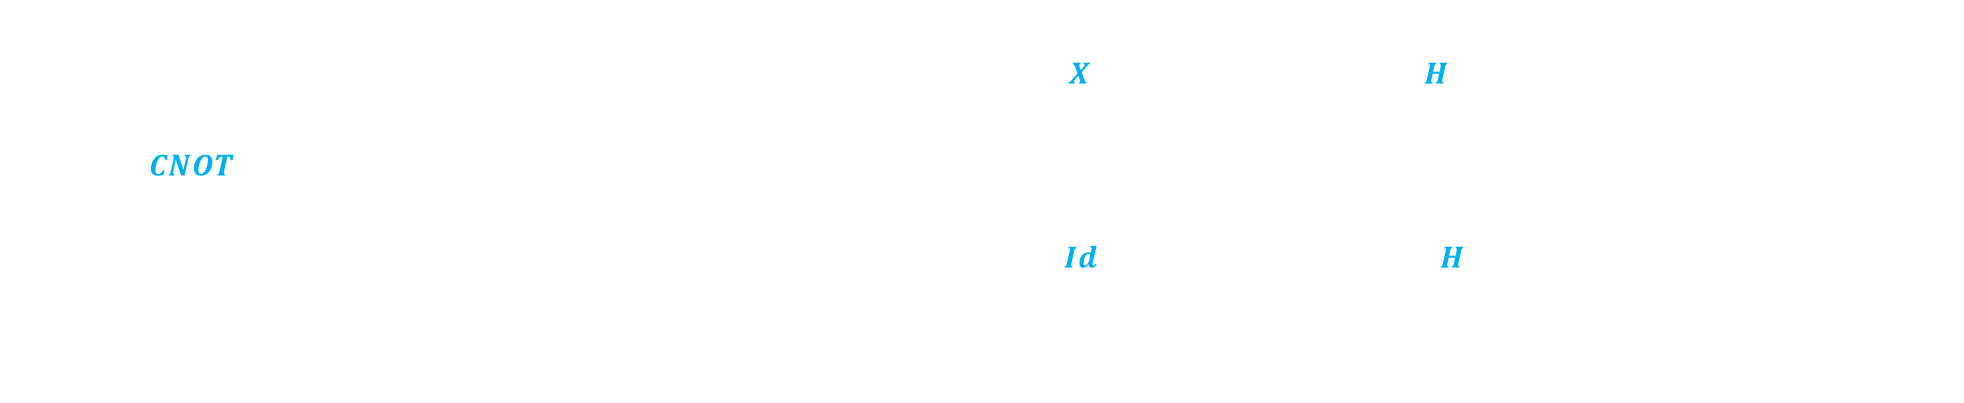 X H
CNOT
Id H